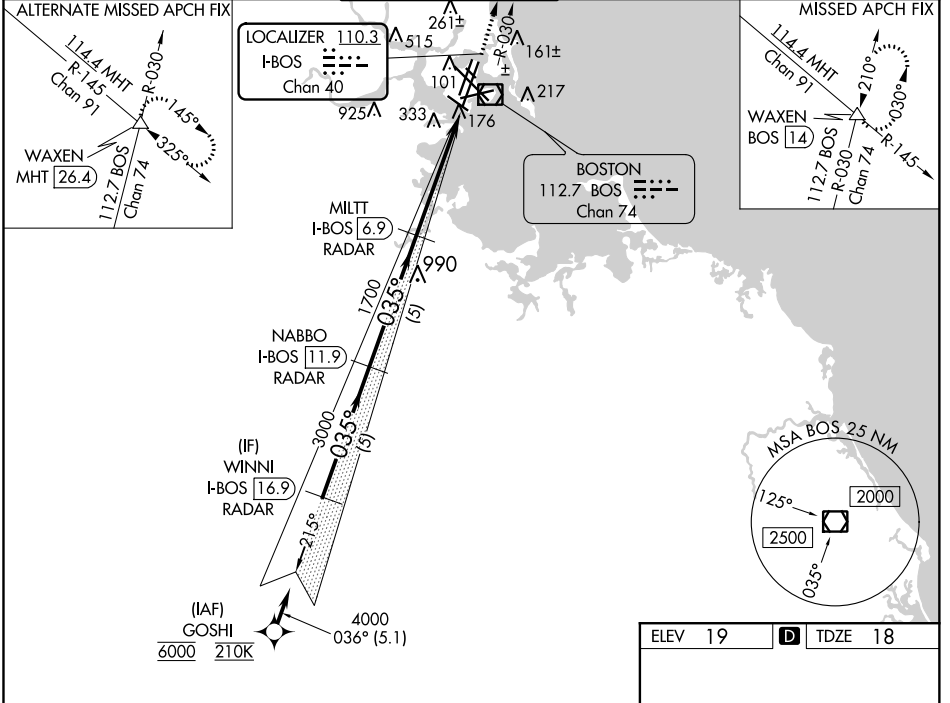 ALTERNATE MISSED APCH FIX
114.4 MHT
R-145
Chan 91
R-030
145°
325°
WAXEN
MHT 26.4
112.7 BOS
Chan 74
LOCALIZER 110.3
I-BOS
Chan 40
261±
515
R-030
161±
101
217
925
333
176
MISSED APCH FIX
114.4 MHT
Chan 91
210°
030°
WAXEN
BOS 14
R-145
112.7 BOS
R-030
Chan 74
BOSTON
112.7 BOS
Chan 74
MILTT
I-BOS 6.9
RADAR
990
1700
035°
(5)
NABBO
I-BOS 11.9
RADAR
3000
035°
(5)
(IF)
WINNI
I-BOS 16.9
RADAR
215°
(IAF)
GOSHI
6000 210K
4000
036° (5.1)
MSA BOS 25 NM
125°
2000
2500
035°
ELEV 19 D TDZE 18